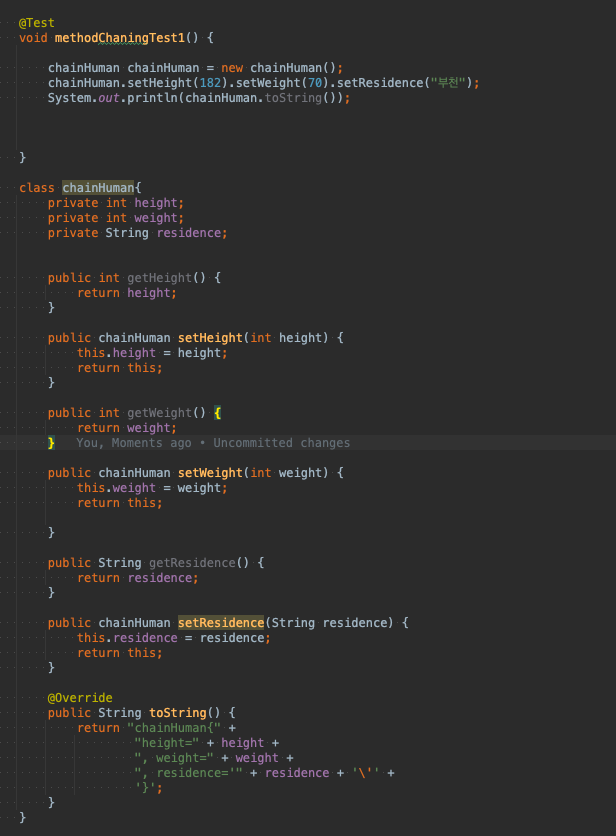 @Test
void methodChaningTest1() {
chainHuman chainHuman = new chainHuman();
chainHuman.setHeight(182).setWeight(70).setResidence("부천");
System.out.println(chainHuman.toString());
}
class chainHuman{
private int height;
private int weight;
private String residence;
public int getHeight() {
return height;
}
public chainHuman setHeight(int height) {
this.height = height;
return this;
}
public int getWeight() {
return weight;
} You, Moments ago • Uncommitted changes
public chainHuman setWeight(int weight) {
this.weight = weight;
return this;
}
public String getResidence() {
return residence;
}
public chainHuman setResidence(String residence) {
this.residence = residence;
return this;
}
@Override
public String toString() {
return "chainHuman{" +
"height=" + height +
", weight=" + weight +
", residence='" + residence + '\'' +
'}';
}
}